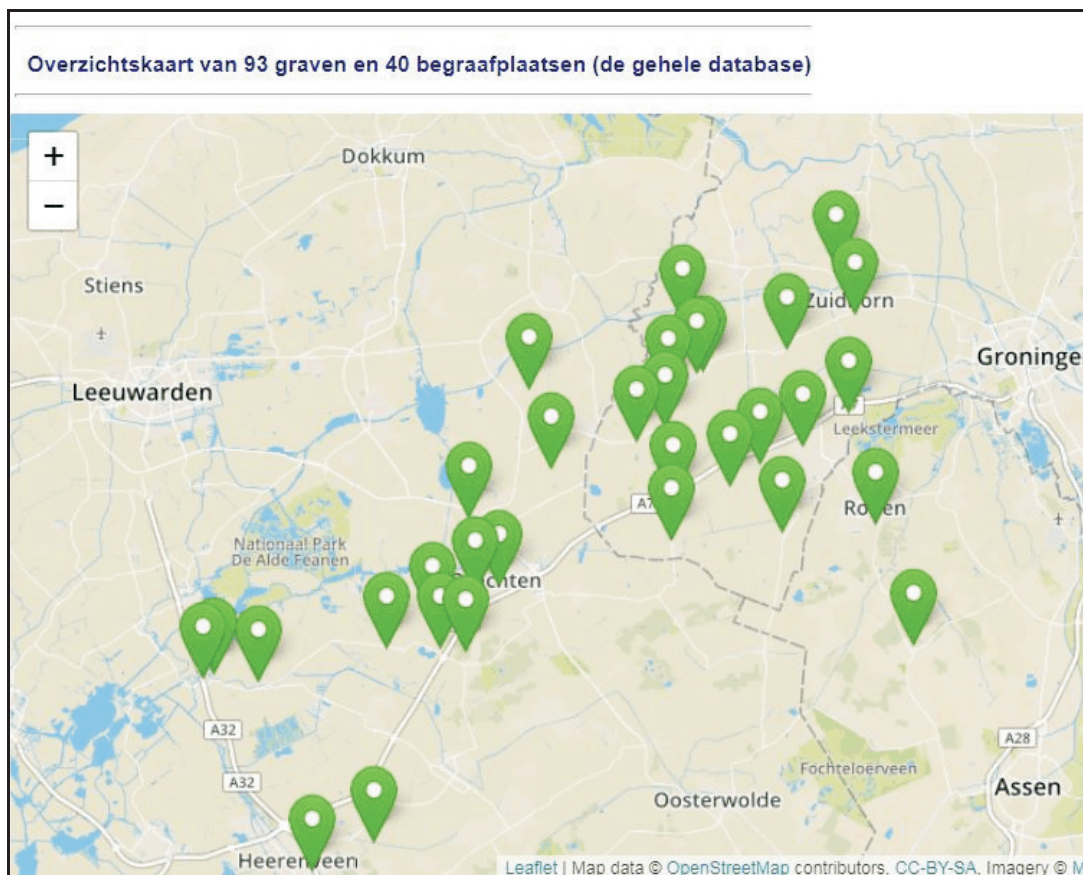 Overzichtskaart van 93 graven en 40 begraafplaatsen (de gehele database)
+
−
Dokkum
Stiens
Leeuwarden
Groninge
Leekstermeer
A7
Nationaal Park
De Alde Feanen
A32
A32
A28
Fochteloërveen
Assen
Oosterwolde
Leaflet | Map data © OpenStreetMap contributors, CC-BY-SA, Imagery © M